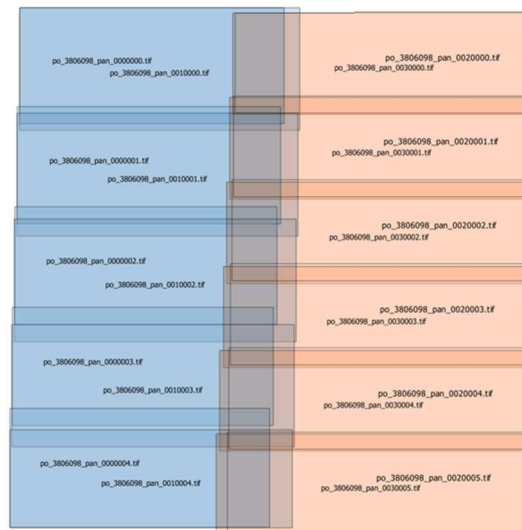 po_3806098_pan_0000000.tif
po_3806098_pan_0010000.tif
po_3806098_pan_0020000.tif
po_3806098_pan_0030000.tif
po_3806098_pan_0000001.tif
po_3806098_pan_0010001.tif
po_3806098_pan_0020001.tif
po_3806098_pan_0030001.tif
po_3806098_pan_0000002.tif
po_3806098_pan_0010002.tif
po_3806098_pan_0020002.tif
po_3806098_pan_0030002.tif
po_3806098_pan_0000003.tif
po_3806098_pan_0010003.tif
po_3806098_pan_0020003.tif
po_3806098_pan_0030003.tif
po_3806098_pan_0000004.tif
po_3806098_pan_0010004.tif
po_3806098_pan_0020004.tif
po_3806098_pan_0030004.tif
po_3806098_pan_0020005.tif
po_3806098_pan_0030005.tif